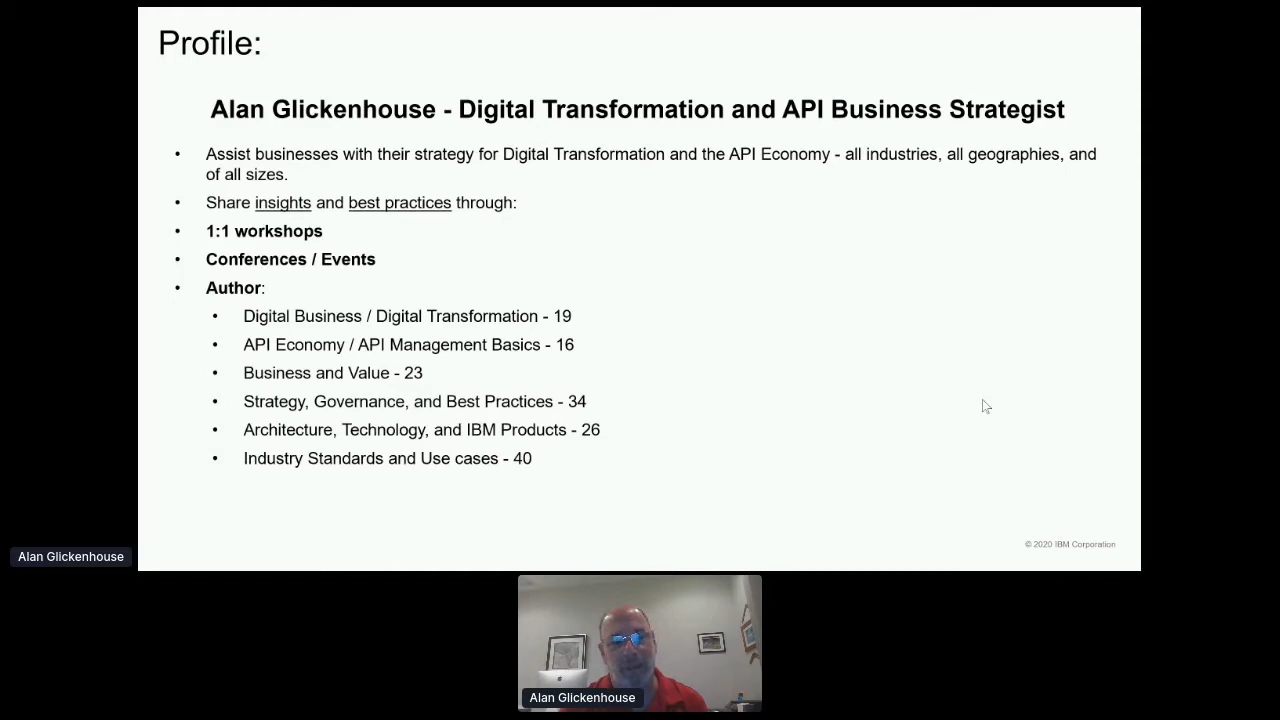 Profile:
Alan Glickenhouse - Digital Transformation and API Business Strategist
• Assist businesses with their strategy for Digital Transformation and the API Economy - all industries, all geographies, and
of all sizes.
• Share insights and best practices through:
• 1:1 workshops
• Conferences / Events
• Author:
• Digital Business / Digital Transformation - 19
• API Economy / API Management Basics - 16
• Business and Value - 23
• Strategy, Governance, and Best Practices - 34
• Architecture, Technology, and IBM Products - 26
• Industry Standards and Use cases - 40
© 2020 IBM Corporation
Alan Glickenhouse
Alan Glickenhouse